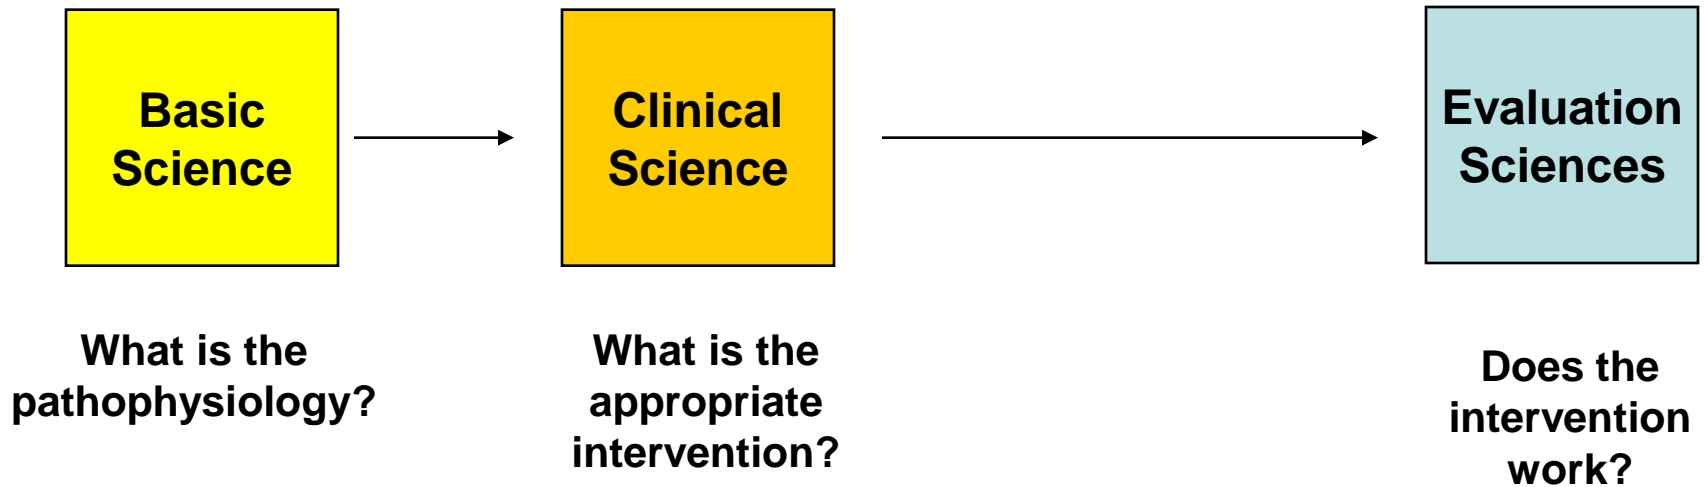 Basic
Science
Clinical
Science
Evaluation
Sciences
What is the
pathophysiology?
What is the
appropriate
intervention?
Does the
intervention
work?